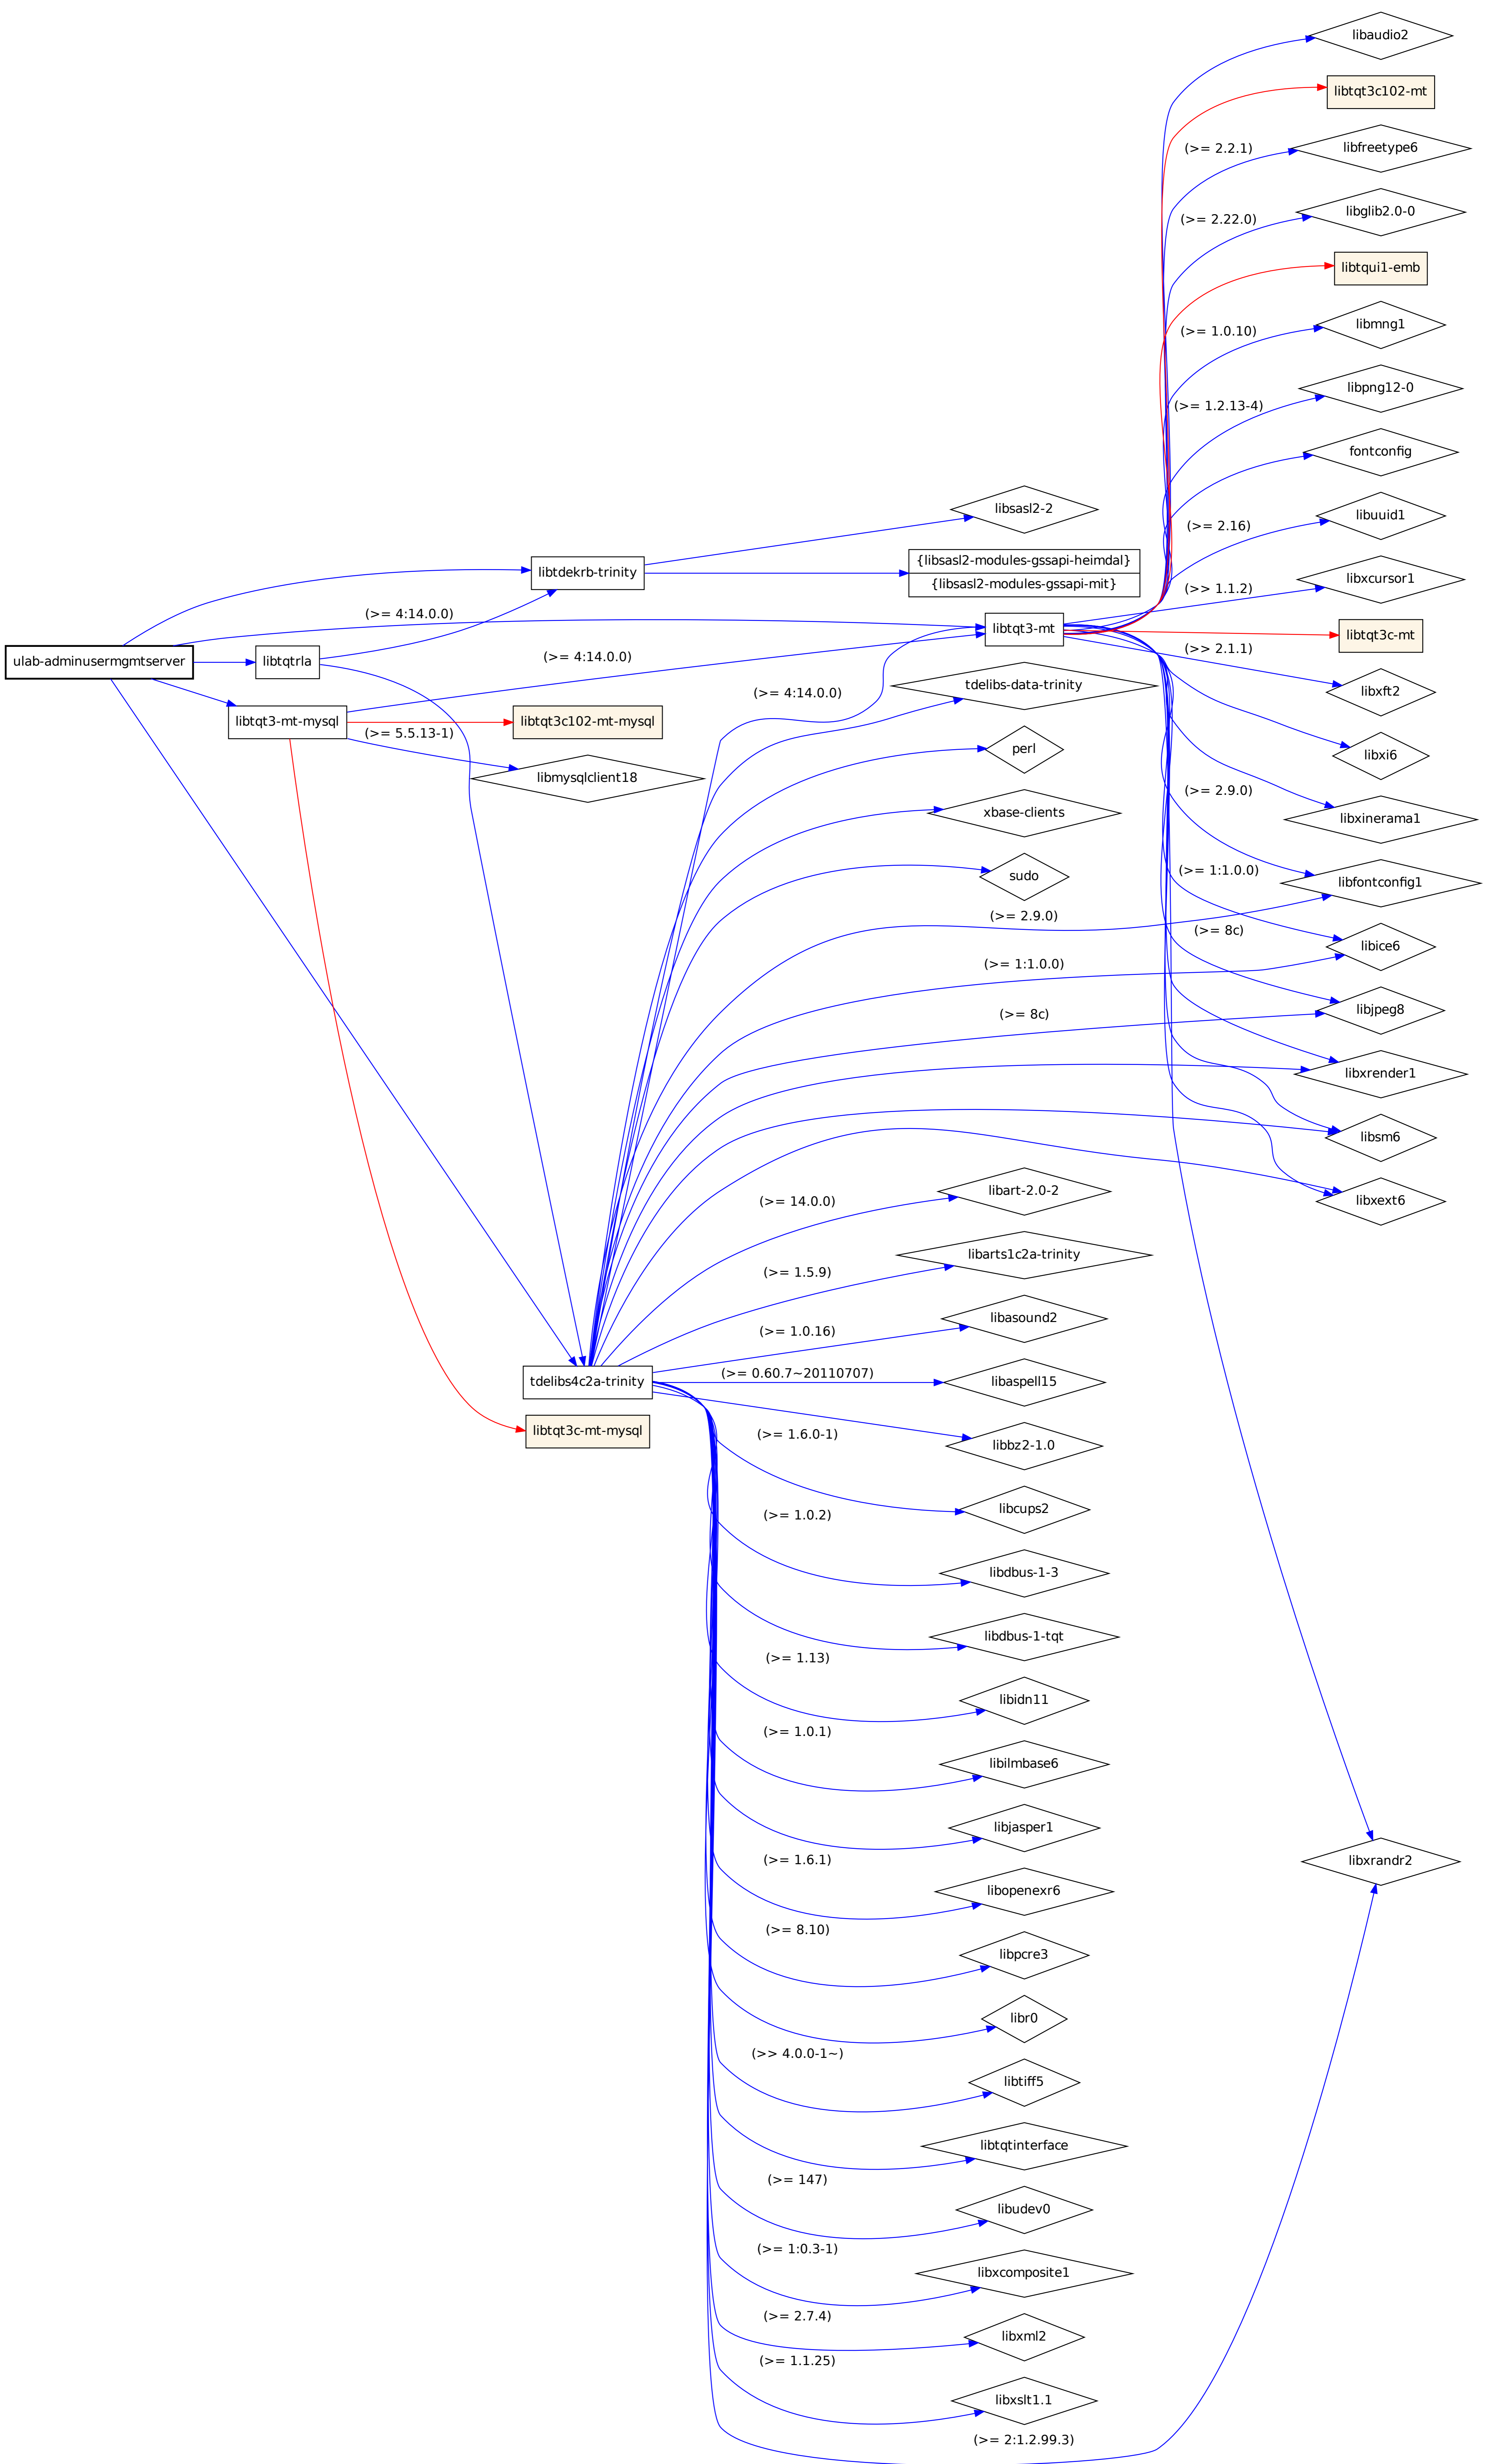 libaudio2
libtqt3c102-mt
(>= 2.2.1)
libfreetype6
(>= 2.22.0)
libglib2.0-0
libtqui1-emb
(>= 1.0.10)
libmng1
libpng12-0
(>= 1.2.13-4)
fontconfig
libsasl2-2
libuuid1
(>= 2.16)
libtdekrb-trinity
{libsasl2-modules-gssapi-heimdal}
{libsasl2-modules-gssapi-mit}
libxcursor1
(>> 1.1.2)
(>= 4:14.0.0)
libtqt3-mt
libtqt3c-mt
ulab-adminusermgmtserver
libtqtrla
(>= 4:14.0.0)
(>> 2.1.1)
tdelibs-data-trinity
libxft2
(>= 4:14.0.0)
libtqt3-mt-mysql
libtqt3c102-mt-mysql
(>= 5.5.13-1)
perl
libxi6
libmysqlclient18
(>= 2.9.0)
xbase-clients
libxinerama1
(>= 1:1.0.0)
sudo
libfontconfig1
(>= 2.9.0)
(>= 8c)
libice6
(>= 1:1.0.0)
(>= 8c)
libjpeg8
libxrender1
libsm6
libart-2.0-2
(>= 14.0.0)
libxext6
libarts1c2a-trinity
(>= 1.5.9)
libasound2
(>= 1.0.16)
(>= 0.60.7~20110707)
tdelibs4c2a-trinity
libaspell15
libtqt3c-mt-mysql
(>= 1.6.0-1)
libbz2-1.0
libcups2
(>= 1.0.2)
libdbus-1-3
libdbus-1-tqt
(>= 1.13)
libidn11
(>= 1.0.1)
libilmbase6
libjasper1
(>= 1.6.1)
libxrandr2
libopenexr6
(>= 8.10)
libpcre3
libr0
(>> 4.0.0-1~)
libtiff5
libtqtinterface
(>= 147)
libudev0
(>= 1:0.3-1)
libxcomposite1
(>= 2.7.4)
libxml2
(>= 1.1.25)
libxslt1.1
(>= 2:1.2.99.3)